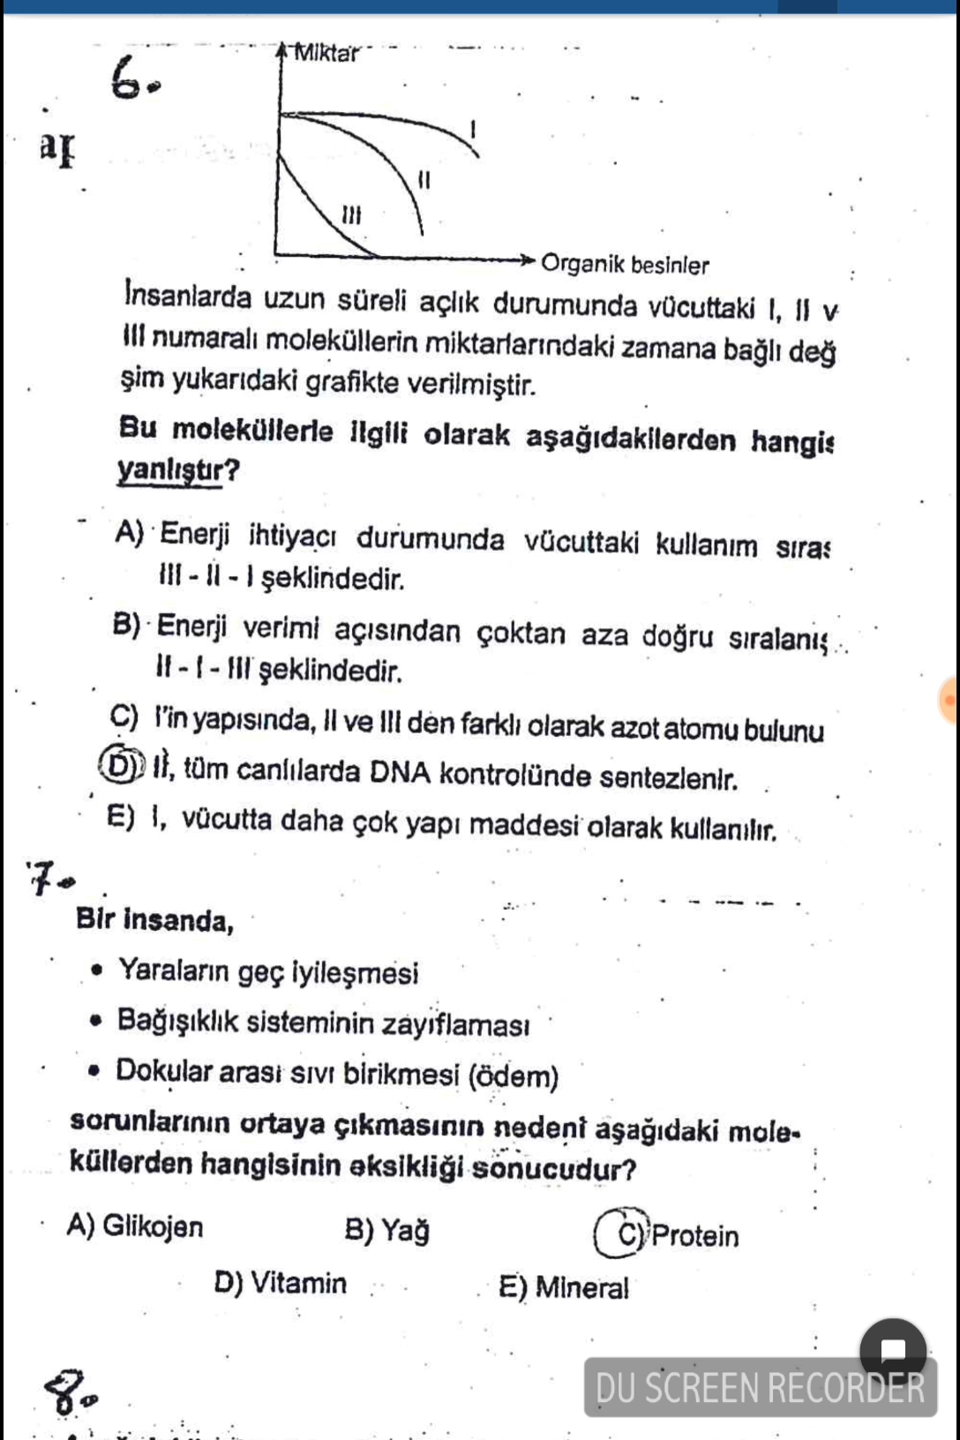 Miktar
6.
I
II
III
Organik besinler
İnsanlarda uzun süreli açlık durumunda vücuttaki I, II v
III numaralı moleküllerin miktarlarındaki zamana bağlı değ
şim yukarıdaki grafikte verilmiştir.
Bu moleküllerle ilgili olarak aşağıdakilerden hangis
yanlıştır?
A) Enerji ihtiyacı durumunda vücuttaki kullanım sıras
III - II - I şeklindedir.
B) Enerji verimi açısından çoktan aza doğru sıralanış
II - I - III şeklindedir.
C) I'in yapısında, II ve III den farklı olarak azot atomu bulunu
D) II, tüm canlılarda DNA kontrolünde sentezlenir.
E) I, vücutta daha çok yapı maddesi olarak kullanılır.
7.
Bir insanda,
• Yaraların geç iyileşmesi
• Bağışıklık sisteminin zayıflaması
• Dokular arası sıvı birikmesi (ödem)
sorunlarının ortaya çıkmasının nedeni aşağıdaki mole-
küllerden hangisinin eksikliği sonucudur?
A) Glikojen B) Yağ C) Protein
D) Vitamin E) Mineral
8.
DU SCREEN RECORDER